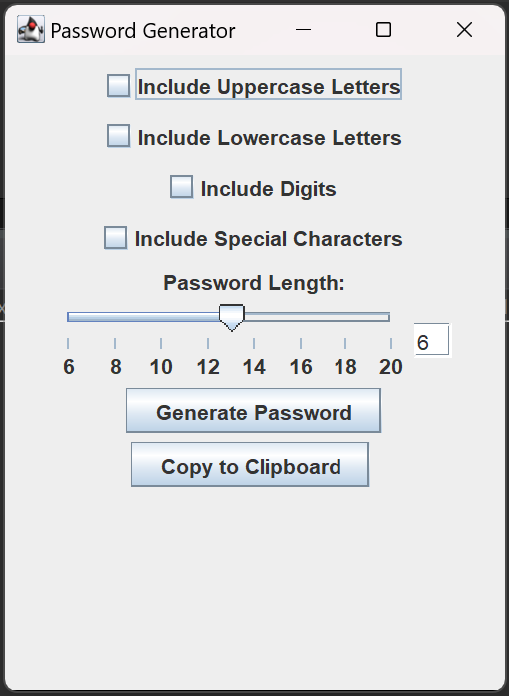 Password Generator
Include Uppercase Letters
Include Lowercase Letters
Include Digits
Include Special Characters
Password Length:
6 8 10 12 14 16 18 20
6
Generate Password
Copy to Clipboard